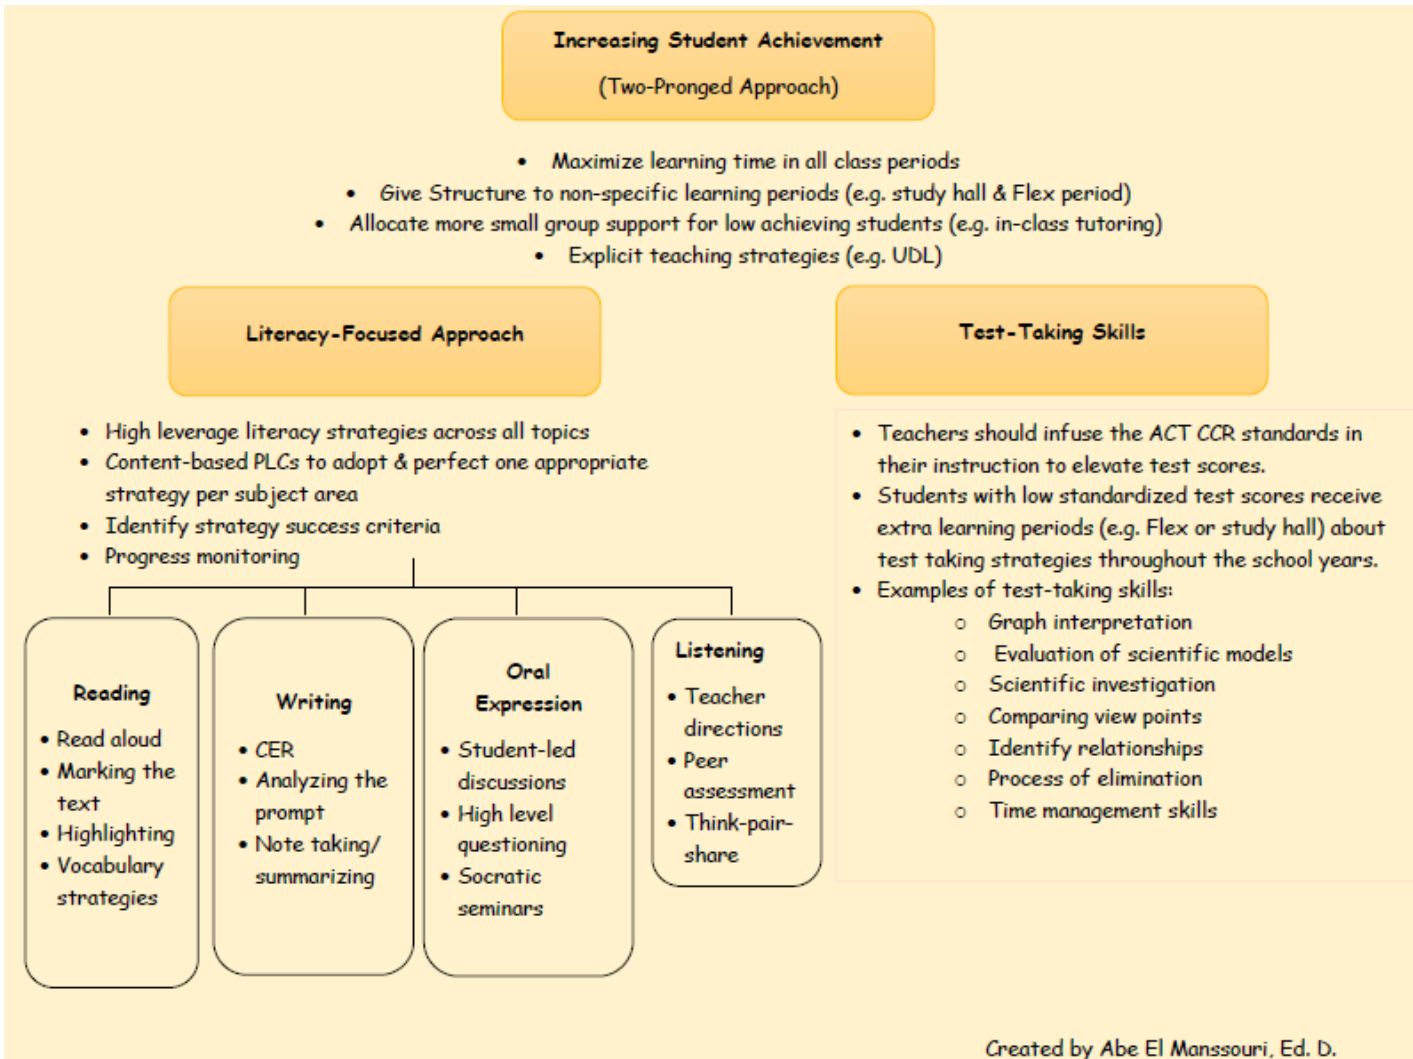 Increasing Student Achievement
(Two-Pronged Approach)
• Maximize learning time in all class periods
• Give Structure to non-specific learning periods (e.g. study hall & Flex period)
• Allocate more small group support for low achieving students (e.g. in-class tutoring)
• Explicit teaching strategies (e.g. UDL)
Literacy-Focused Approach
• High leverage literacy strategies across all topics
• Content-based PLCs to adopt & perfect one appropriate
strategy per subject area
• Identify strategy success criteria
• Progress monitoring
Reading
• Read aloud
• Marking the
text
• Highlighting
• Vocabulary
strategies
Writing
• CER
• Analyzing the
prompt
• Note taking/
summarizing
Oral
Expression
• Student-led
discussions
• High level
questioning
• Socratic
seminars
Listening
• Teacher
directions
• Peer
assessment
• Think-pair-
share
Test-Taking Skills
• Teachers should infuse the ACT CCR standards in
their instruction to elevate test scores.
• Students with low standardized test scores receive
extra learning periods (e.g. Flex or study hall) about
test taking strategies throughout the school years.
• Examples of test-taking skills:
o Graph interpretation
o Evaluation of scientific models
o Scientific investigation
o Comparing view points
o Identify relationships
o Process of elimination
o Time management skills
Created by Abe El Manssouri, Ed. D.